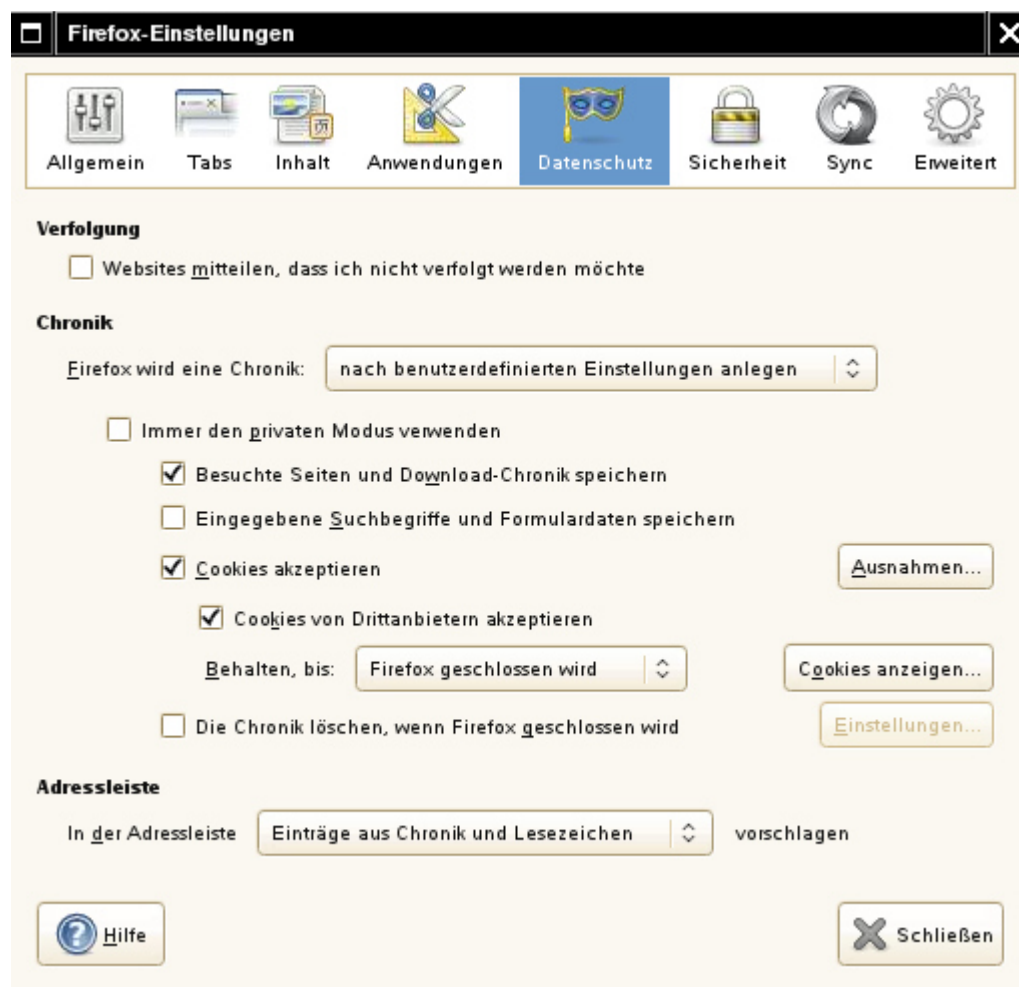 Firefox-Einstellungen
Allgemein Tabs Inhalt Anwendungen Datenschutz Sicherheit Sync Erweitert
Verfolgung
Websites mitteilen, dass ich nicht verfolgt werden möchte
Chronik
Firefox wird eine Chronik: nach benutzerdefinierten Einstellungen anlegen
Immer den privaten Modus verwenden
Besuchte Seiten und Download-Chronik speichern
Eingegebene Suchbegriffe und Formulardaten speichern
Cookies akzeptieren Ausnahmen...
Cookies von Drittanbietern akzeptieren
Behalten, bis: Firefox geschlossen wird Cookies anzeigen...
Die Chronik löschen, wenn Firefox geschlossen wird Einstellungen...
Adressleiste
In der Adressleiste Einträge aus Chronik und Lesezeichen vorschlagen
Hilfe Schließen